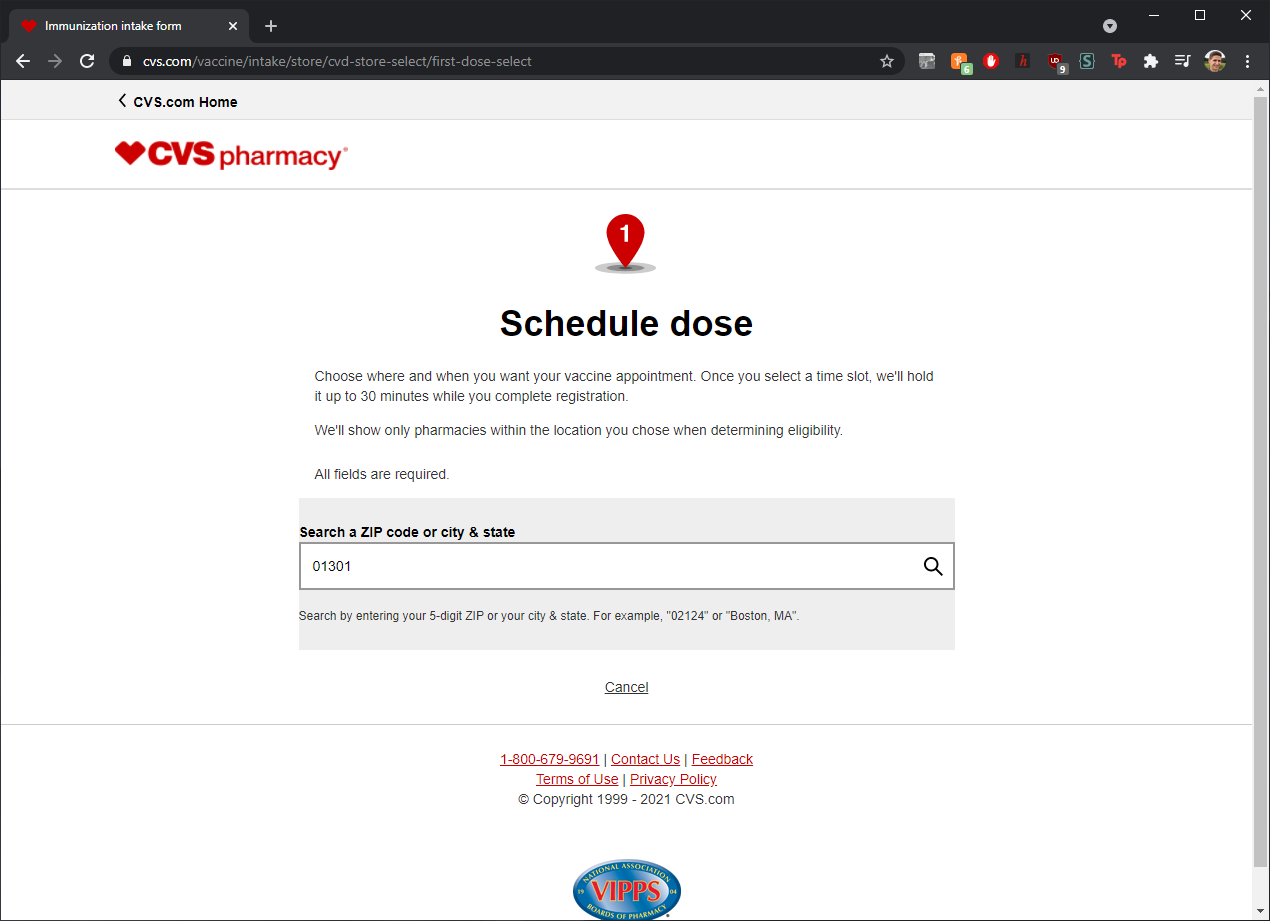 Immunization intake form
cvs.com/vaccine/intake/store/cvd-store-select/first-dose-select
6
h
UO
9
S
Tp
CVS.com Home
CVS pharmacy
1
Schedule dose
Choose where and when you want your vaccine appointment. Once you select a time slot, we'll hold
it up to 30 minutes while you complete registration.
We'll show only pharmacies within the location you chose when determining eligibility.
All fields are required.
Search a ZIP code or city & state
01301
Search by entering your 5-digit ZIP or your city & state. For example, "02124" or "Boston, MA".
Cancel
1-800-679-9691 | Contact Us | Feedback
Terms of Use | Privacy Policy
© Copyright 1999 - 2021 CVS.com
NATIONAL ASSOCIATION
19 VIPPS 04
BOARDS OF PHARMACY